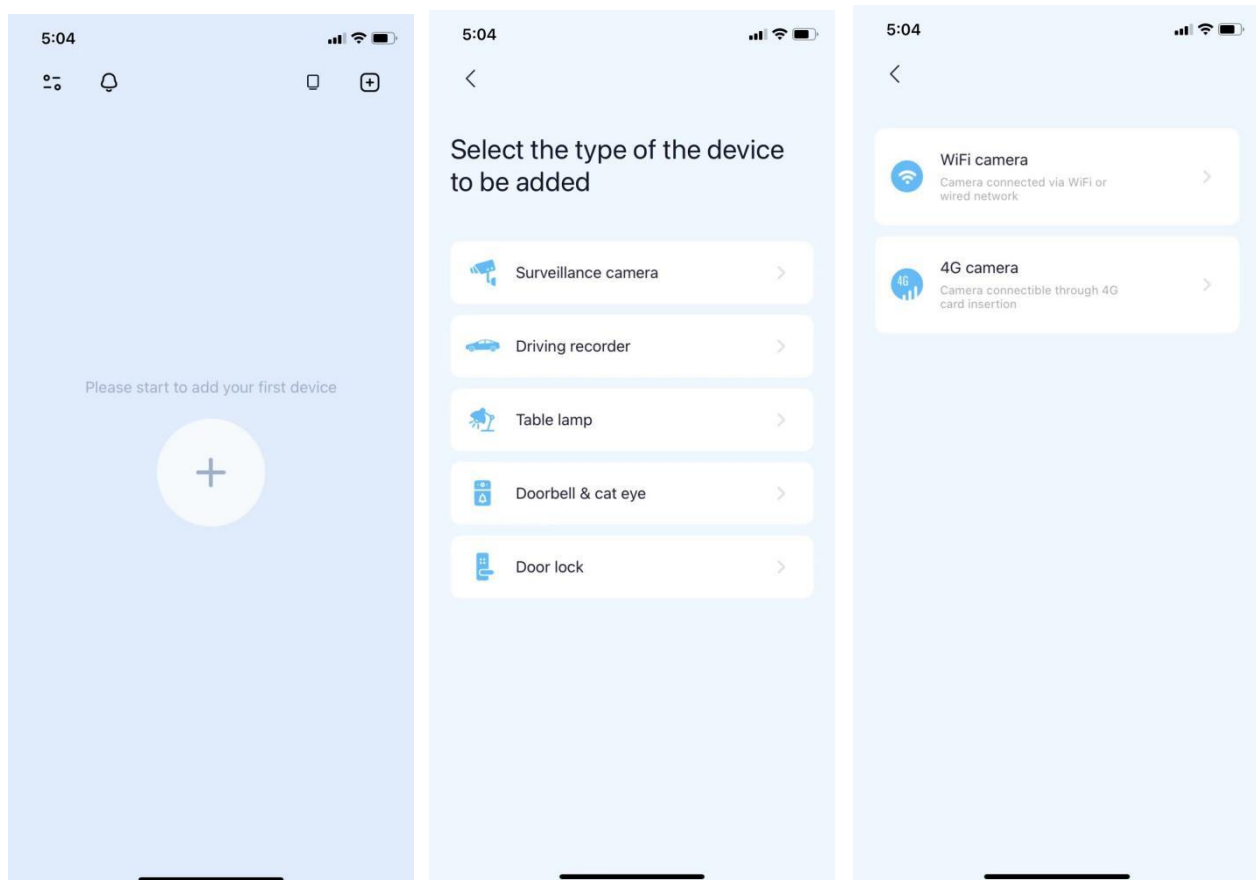 5:04
Please start to add your first device
5:04
Select the type of the device
to be added
Surveillance camera
Driving recorder
Table lamp
Doorbell & cat eye
Door lock
5:04
WiFi camera
Camera connected via WiFi or
wired network
4G
4G camera
Camera connectible through 4G
card insertion